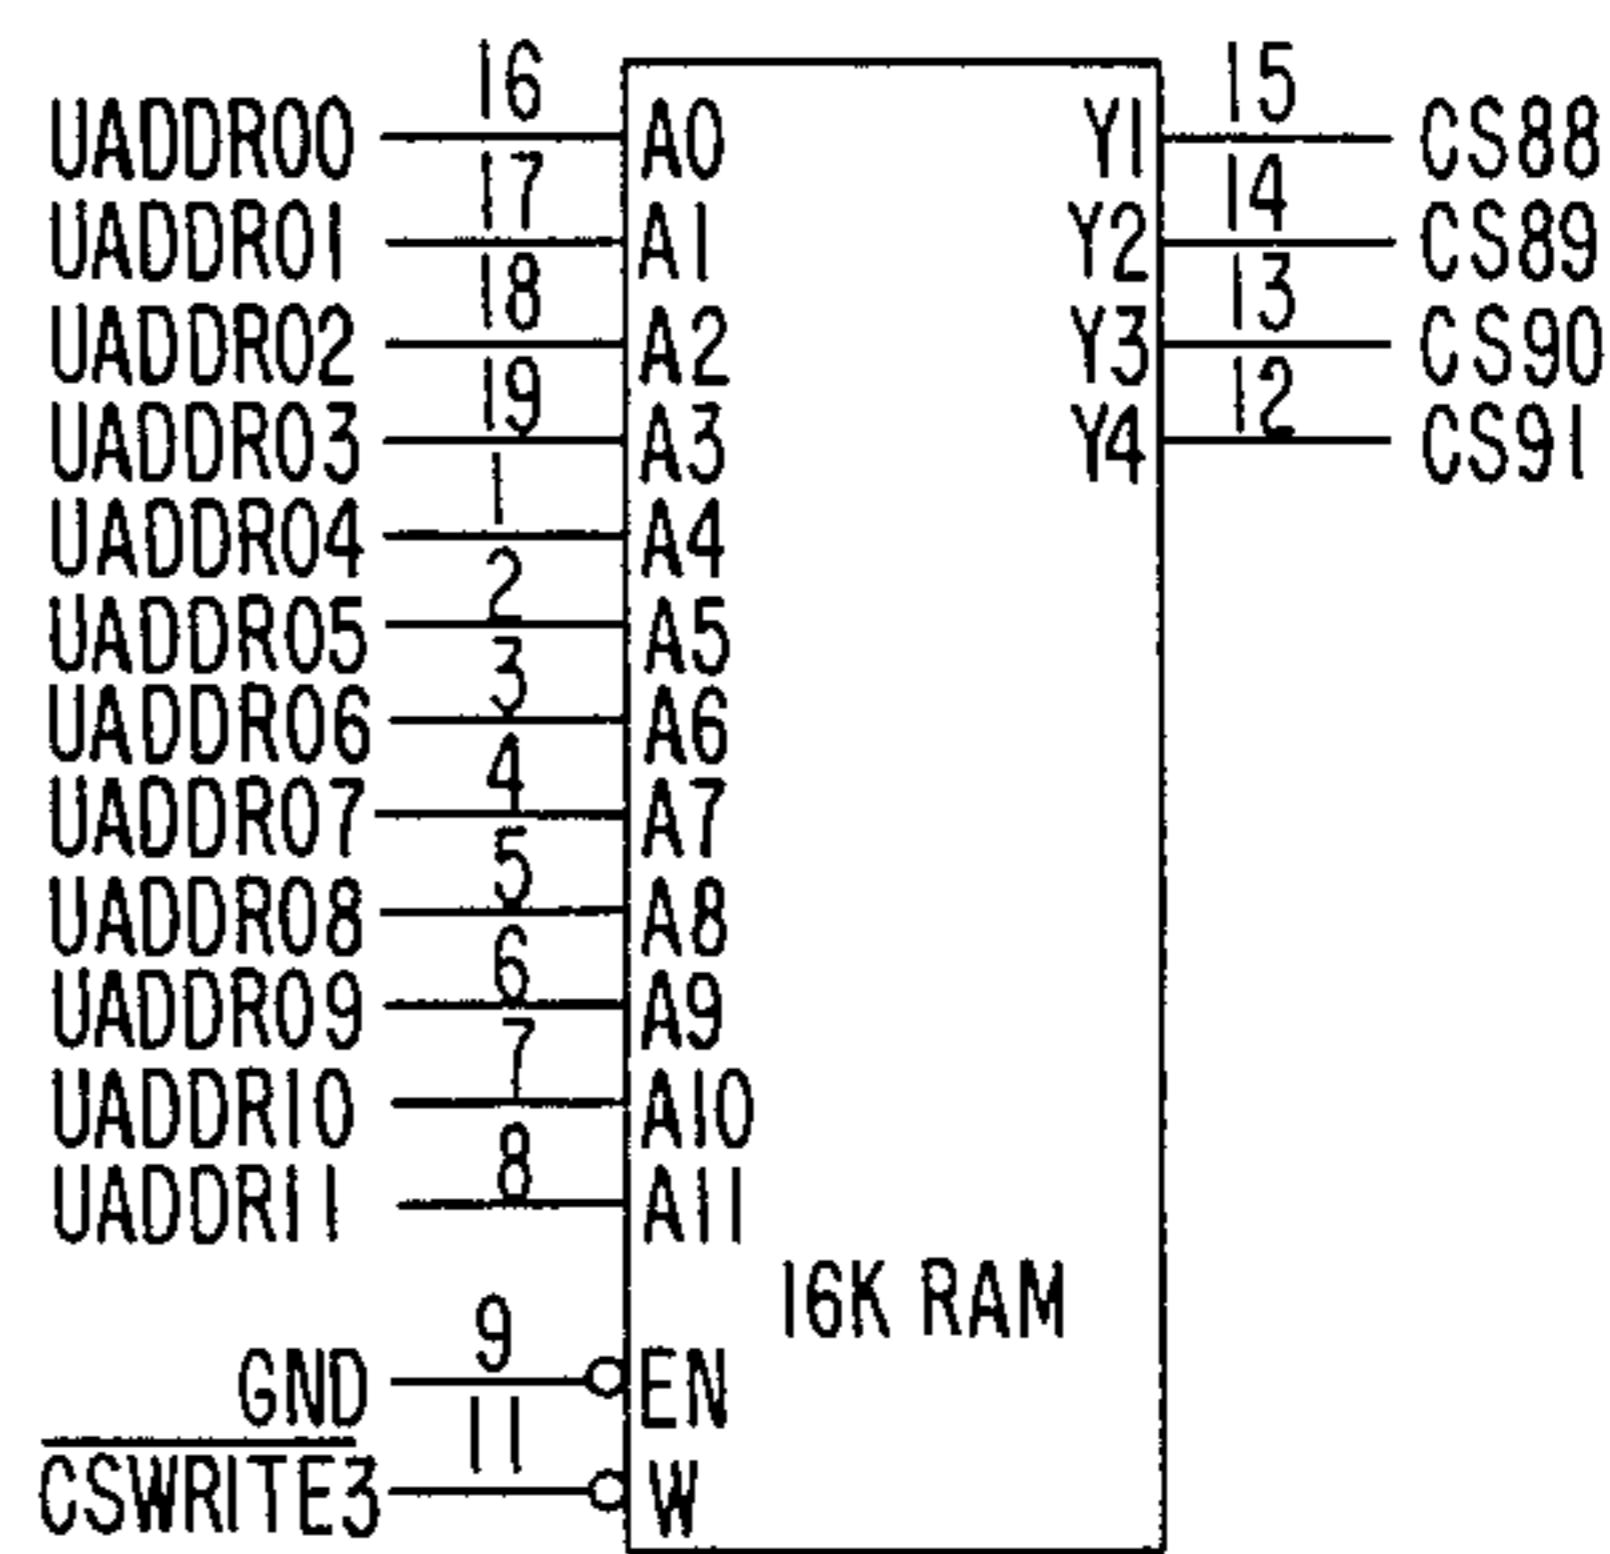 UADDR00 16 A0 Y1 15 CS88
UADDR01 17 A1 Y2 14 CS89
UADDR02 18 A2 Y3 13 CS90
UADDR03 19 A3 Y4 12 CS91
UADDR04 1 A4
UADDR05 2 A5
UADDR06 3 A6
UADDR07 4 A7
UADDR08 5 A8
UADDR09 6 A9
UADDR10 7 A10
UADDR11 8 A11
16K RAM
GND 9 EN
CSWRITE3 11 W